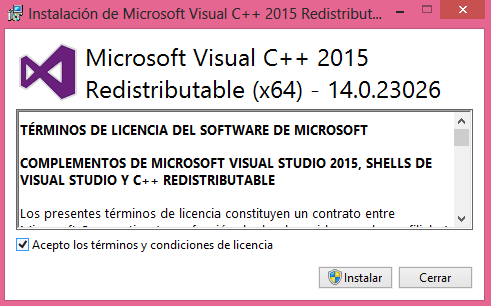 Instalación de Microsoft Visual C++ 2015 Redistribut...
Microsoft Visual C++ 2015
Redistributable (x64) - 14.0.23026
TÉRMINOS DE LICENCIA DEL SOFTWARE DE MICROSOFT
COMPLEMENTOS DE MICROSOFT VISUAL STUDIO 2015, SHELLS DE
VISUAL STUDIO Y C++ REDISTRIBUTABLE
Los presentes términos de licencia constituyen un contrato entre
Acepto los términos y condiciones de licencia
Instalar
Cerrar